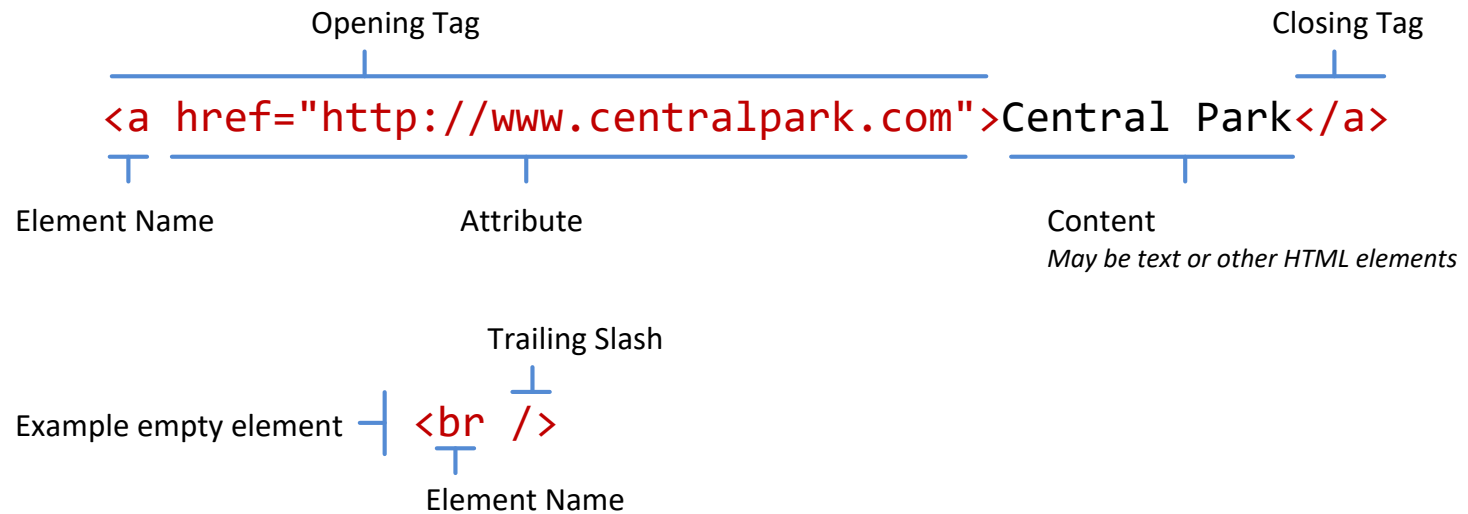 Opening Tag
Closing Tag
<a href="http://www.centralpark.com">Central Park</a>
Element Name
Attribute
Content
May be text or other HTML elements
Trailing Slash
Example empty element
<br />
Element Name